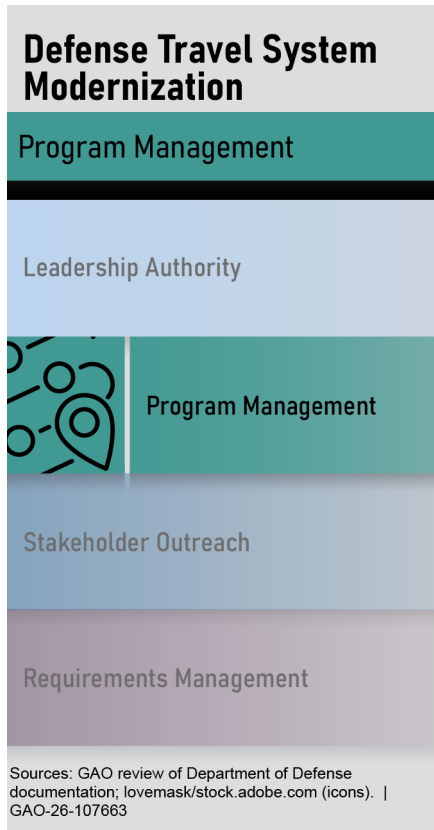 Defense Travel System
Modernization
Program Management
Leadership Authority
Program Management
Stakeholder Outreach
Requirements Management
Sources: GAO review of Department of Defense
documentation; lovemask/stock.adobe.com (icons).  |
GAO-26-107663